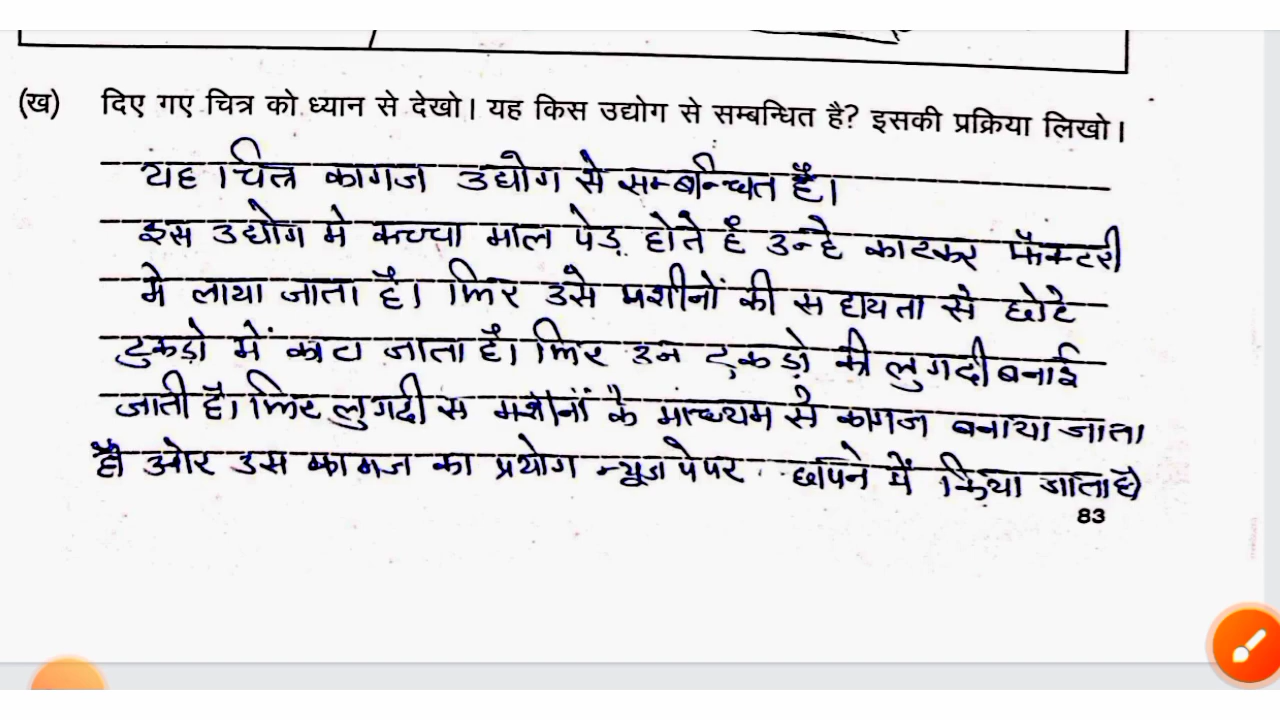 (ख) दिए गए चित्र को ध्यान से देखो। यह किस उद्योग से सम्बन्धित है? इसकी प्रक्रिया लिखो।
यह चित्र कागज उद्योग से सम्बन्धित है।
इस उद्योग मे कच्चा माल पेड़ होते है उन्हे काटकर फैक्टरी
मे लाया जाता है। फिर उसे मशीनों की सहायता से छोटे
टुकड़ो में काटा जाता है। फिर उन टुकड़ो की लुगदी बनाई
जाती है। फिर लुगदी स मशीनों के माध्यम से कागज बनाया जाता
है और उस कागज का प्रयोग न्यूज पेपर छापने में किया जाता है
83